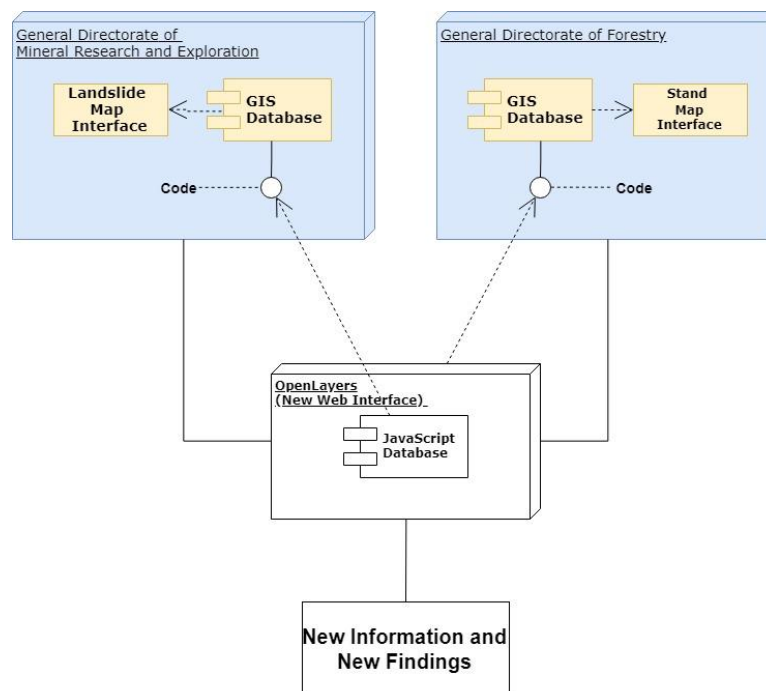 General Directorate of
Mineral Research and Exploration
Landslide
Map
Interface
GIS
Database
Code
General Directorate of Forestry
GIS
Database
Stand
Map
Interface
Code
OpenLayers
(New Web Interface)
JavaScript
Database
New Information and
New Findings